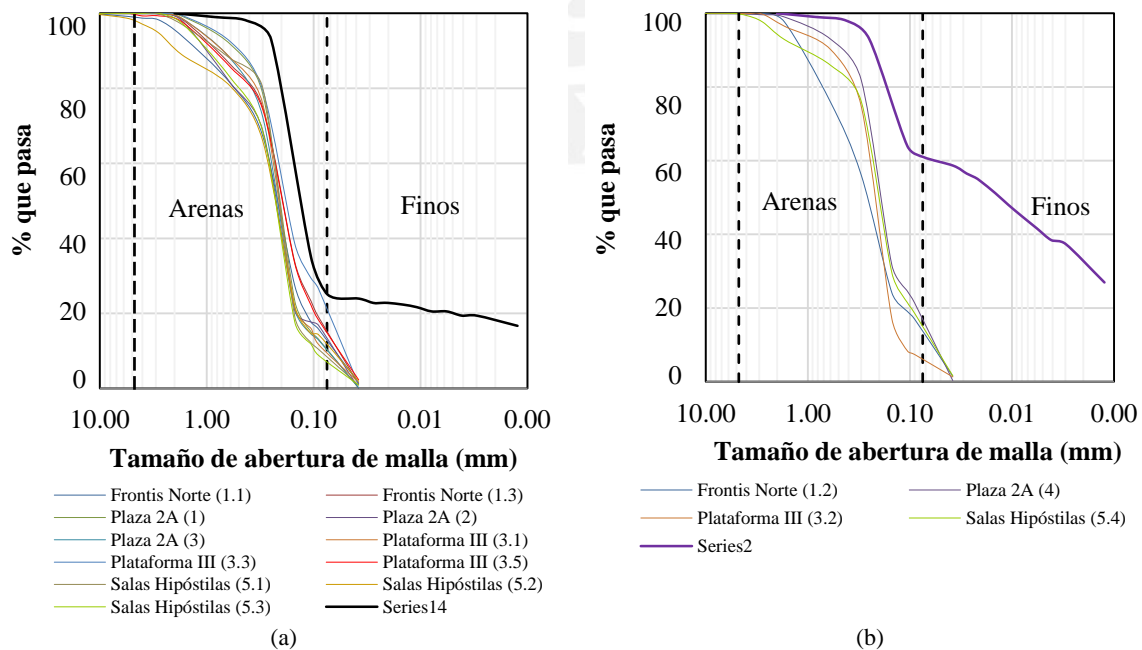 100
80
60
40
20
0
% que pasa
Arenas
Finos
10.00 1.00 0.10 0.01 0.00
Tamaño de abertura de malla (mm)
Frontis Norte (1.1) Frontis Norte (1.3)
Plaza 2A (1) Plaza 2A (2)
Plaza 2A (3) Plataforma III (3.1)
Plataforma III (3.3) Plataforma III (3.5)
Salas Hipóstilas (5.1) Salas Hipóstilas (5.2)
Salas Hipóstilas (5.3) Series14
(a)
100
80
60
40
20
0
% que pasa
Arenas
Finos
10.00 1.00 0.10 0.01 0.00
Tamaño de abertura de malla (mm)
Frontis Norte (1.2) Plaza 2A (4)
Plataforma III (3.2) Salas Hipóstilas (5.4)
Series2
(b)